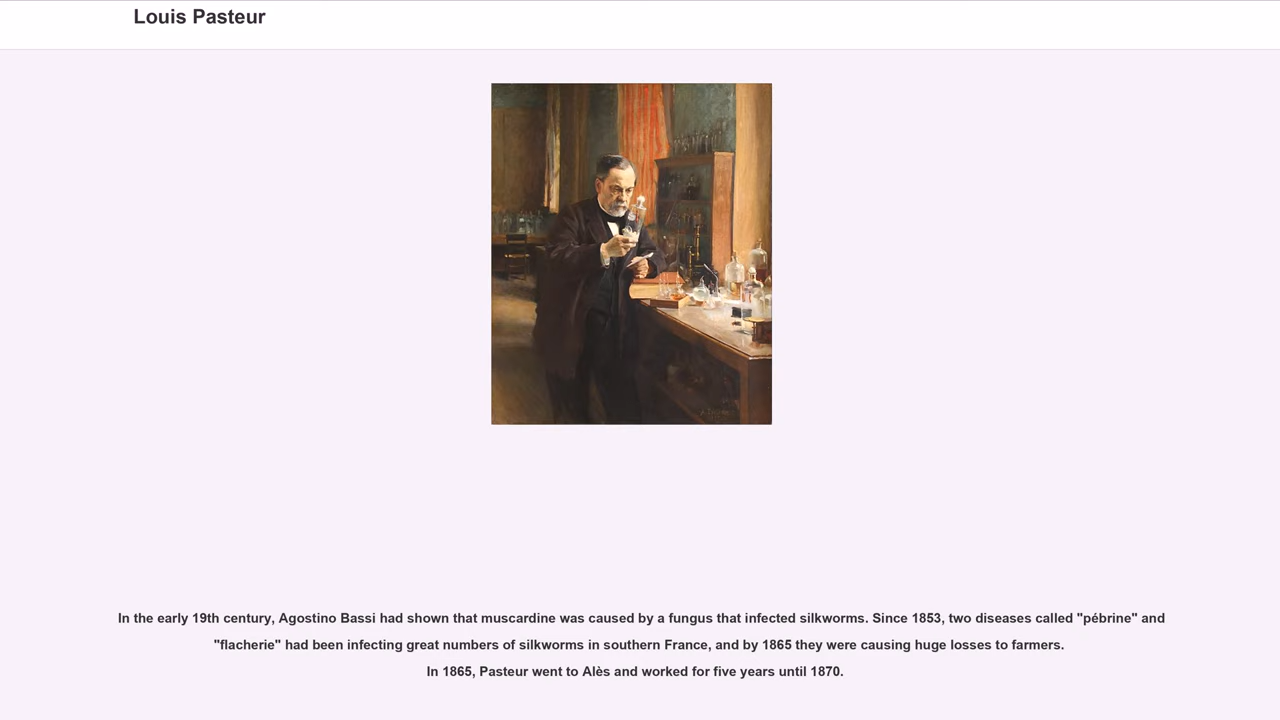 Louis Pasteur
In the early 19th century, Agostino Bassi had shown that muscardine was caused by a fungus that infected silkworms. Since 1853, two diseases called "pébrine" and
"flacherie" had been infecting great numbers of silkworms in southern France, and by 1865 they were causing huge losses to farmers.
In 1865, Pasteur went to Alès and worked for five years until 1870.